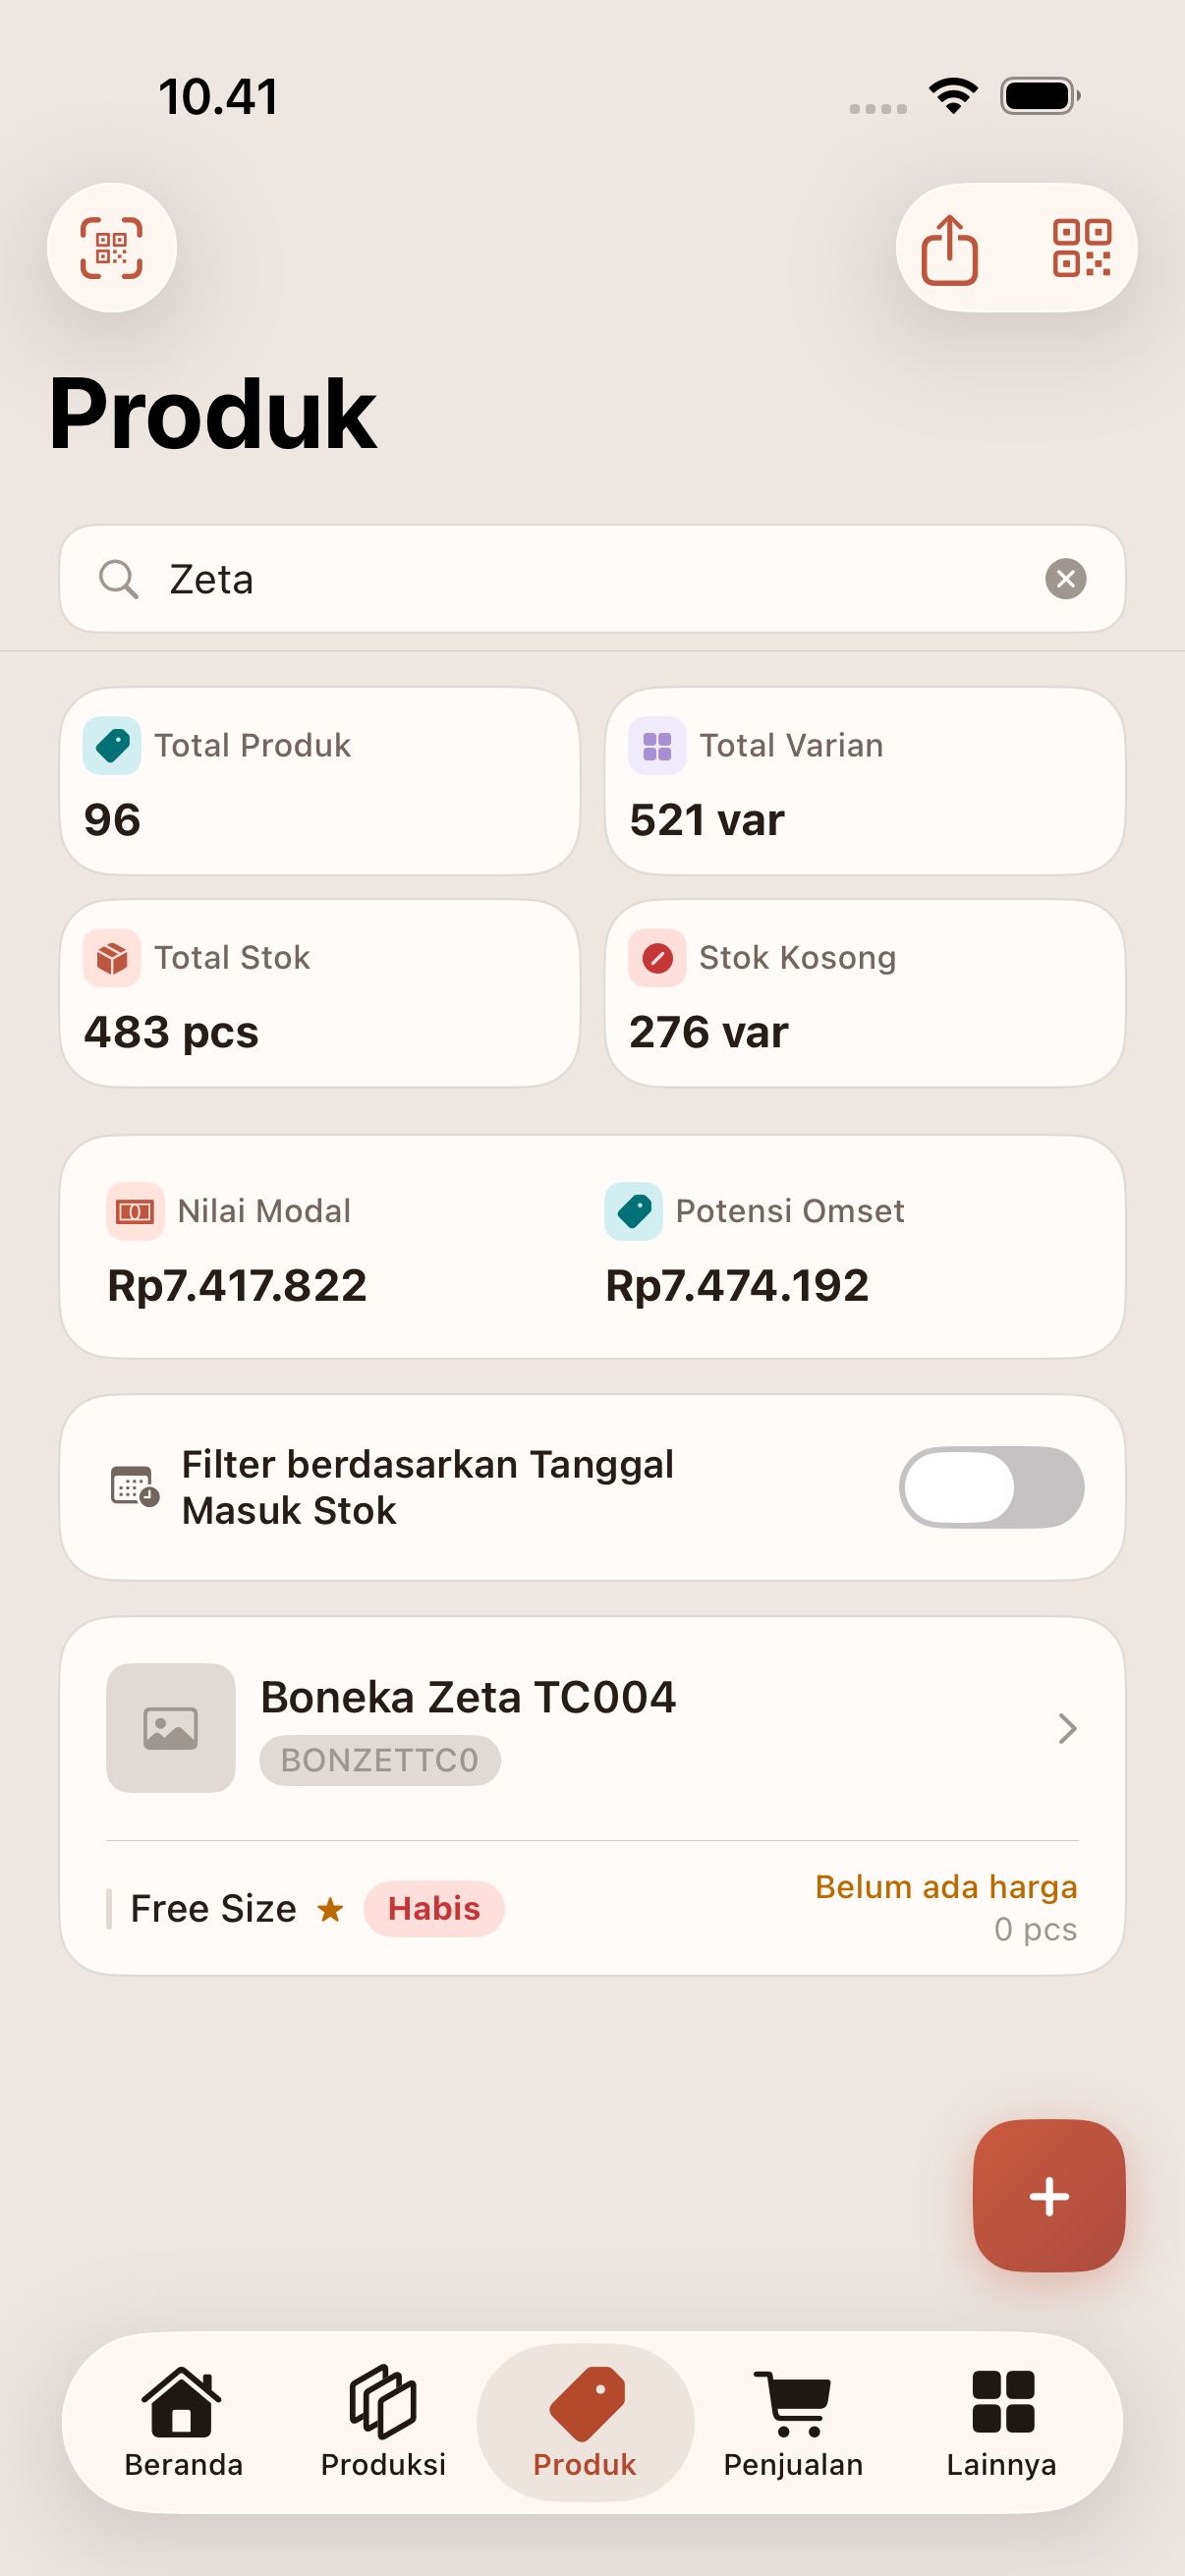 10.41
Produk
Zeta
Total Produk
96
Total Varian
521 var
Total Stok
483 pcs
Stok Kosong
276 var
Nilai Modal
Rp7.417.822
Potensi Omset
Rp7.474.192
Filter berdasarkan Tanggal
Masuk Stok
Boneka Zeta TC004
BONZETTC0
Free Size
Habis
Belum ada harga
0 pcs
Beranda
Produksi
Produk
Penjualan
Lainnya